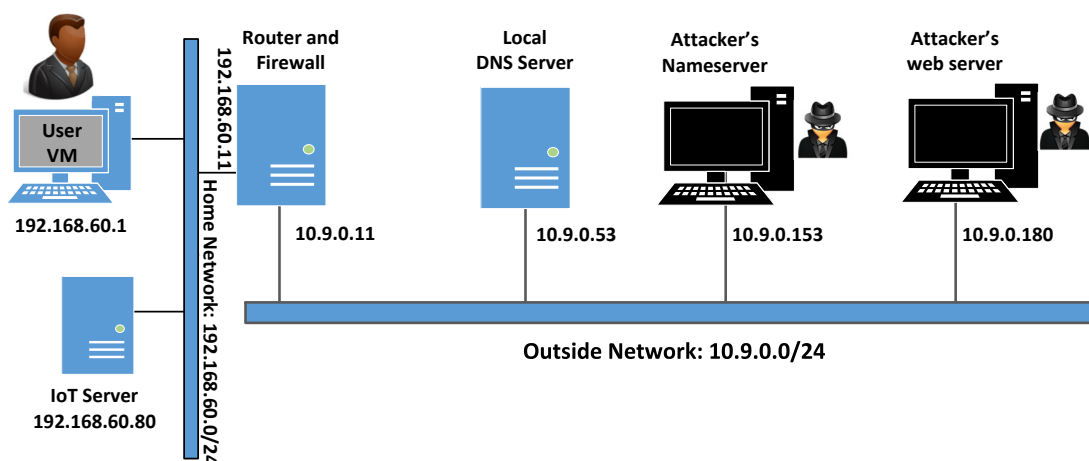 Router and
Firewall
Local
DNS Server
Attacker's
Nameserver
Attacker's
web server
User
VM
192.168.60.11
192.168.60.1
10.9.0.11
10.9.0.53
10.9.0.153
10.9.0.180
Home Network: 192.168.60.0/24
Outside Network: 10.9.0.0/24
IoT Server
192.168.60.80